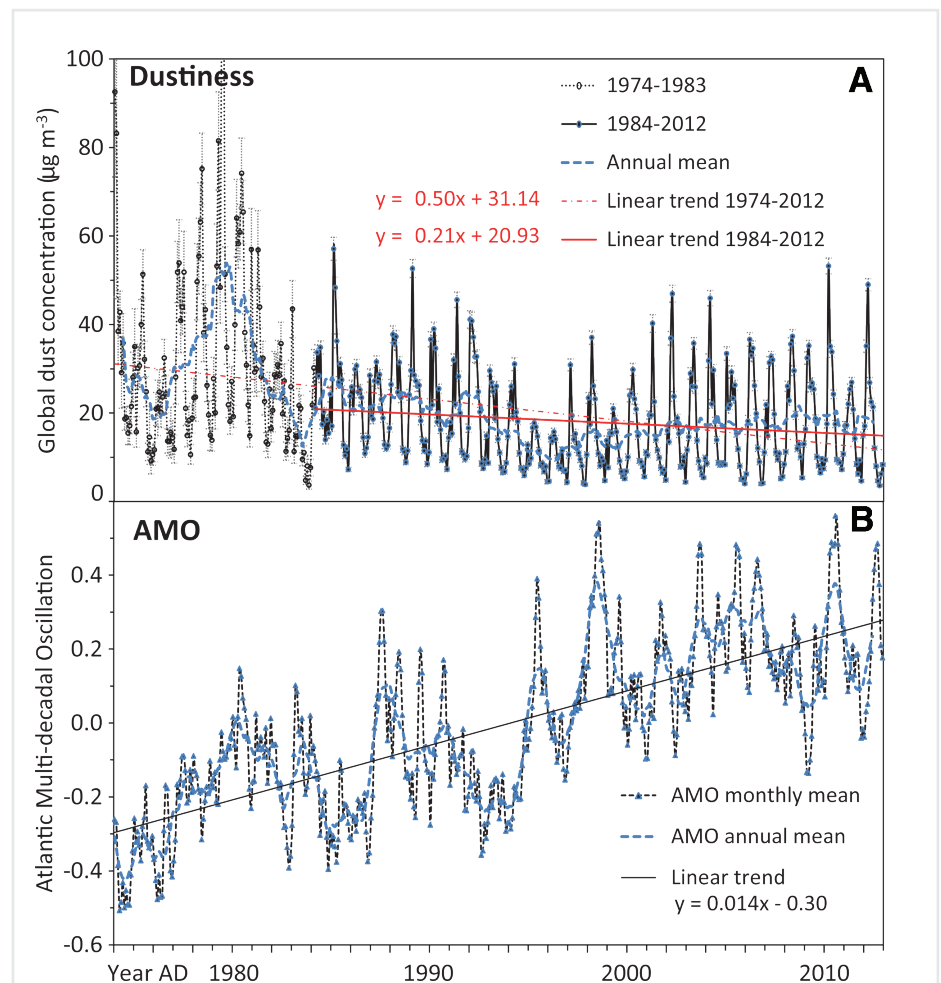 Dustiness
A
1974-1983
1984-2012
Annual mean
y = 0.50x + 31.14
Linear trend 1974-2012
y = 0.21x + 20.93
Linear trend 1984-2012
Global dust concentration (µg m-3)
100
80
60
40
20
0
AMO
B
Atlantic Multi-decadal Oscillation
0.4
0.2
0.0
-0.2
-0.4
-0.6
AMO monthly mean
AMO annual mean
Linear trend
y = 0.014x - 0.30
Year AD 1980 1990 2000 2010